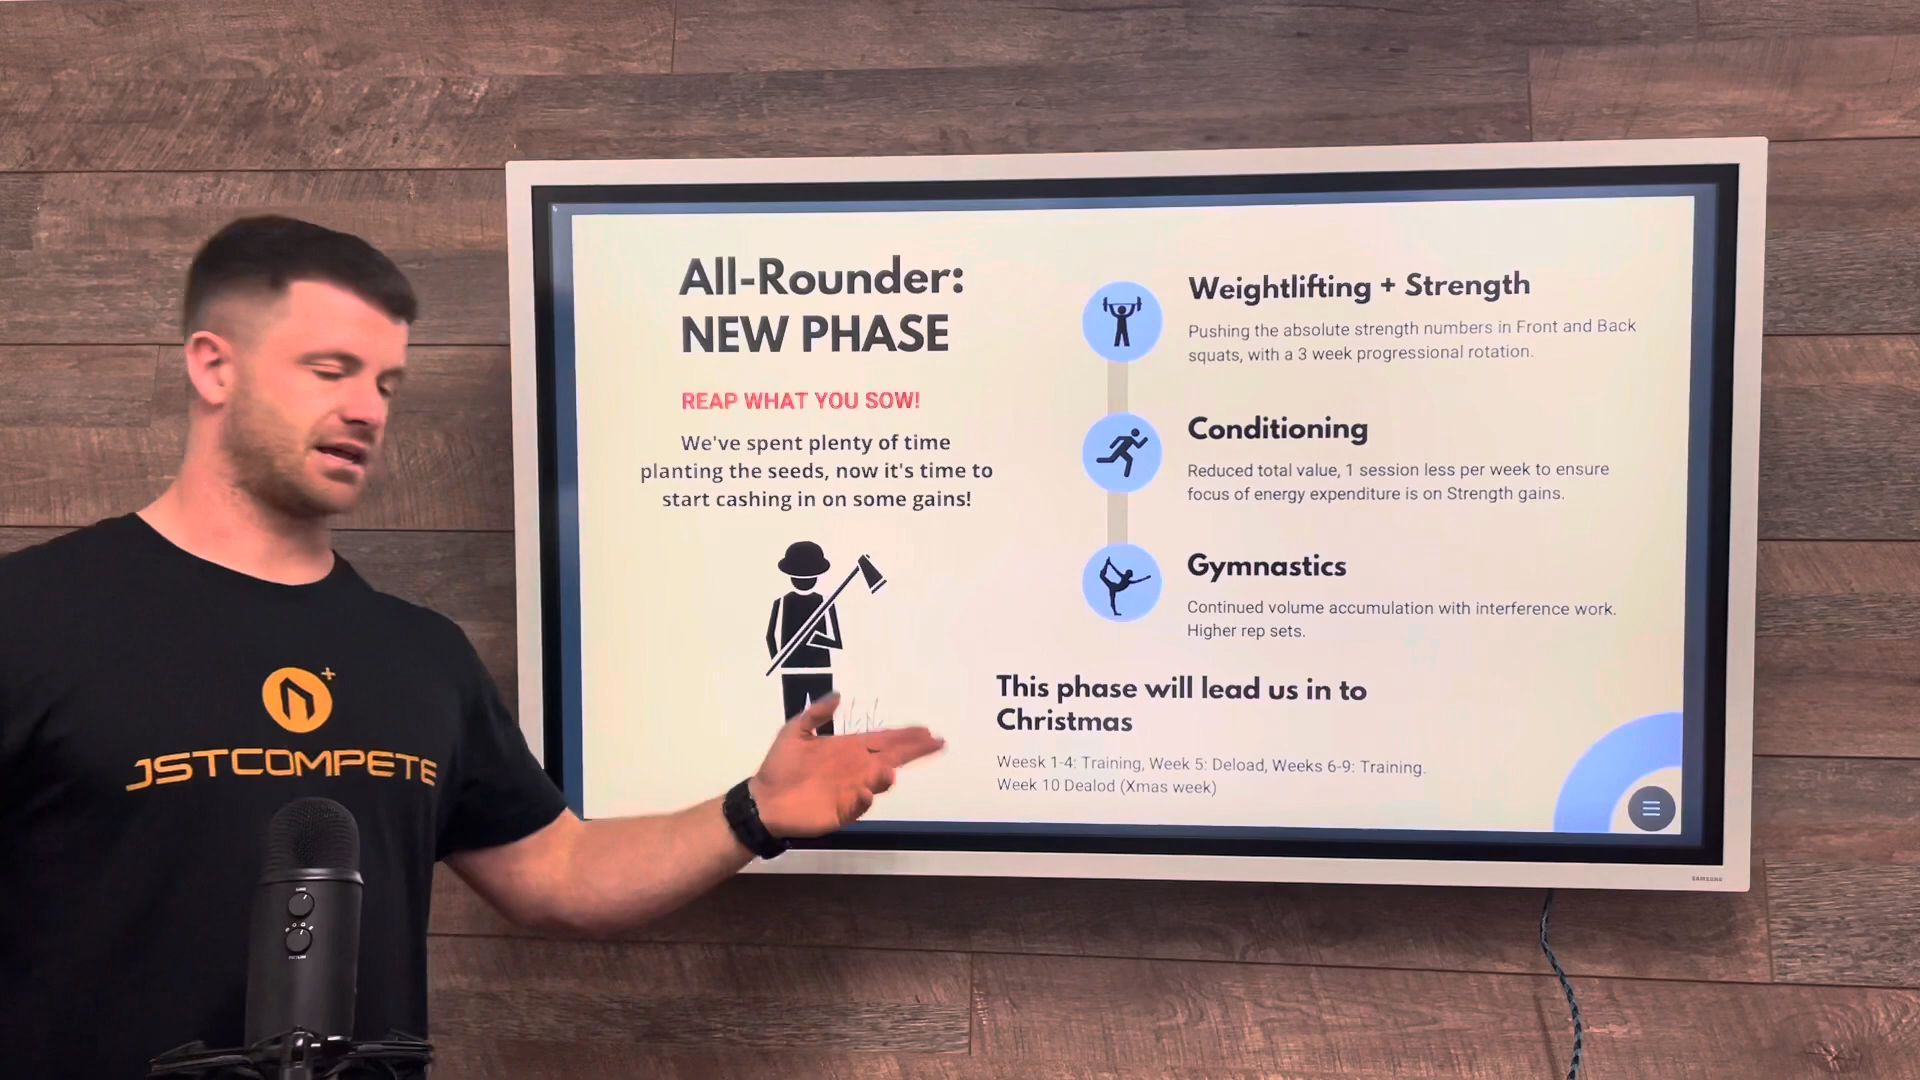 All-Rounder:
NEW PHASE
REAP WHAT YOU SOW!
We've spent plenty of time
planting the seeds, now it's time to
start cashing in on some gains!
Weightlifting + Strength
Pushing the absolute strength numbers in Front and Back
squats, with a 3 week progressional rotation.
Conditioning
Reduced total value, 1 session less per week to ensure
focus of energy expenditure is on Strength gains.
Gymnastics
Continued volume accumulation with interference work.
Higher rep sets.
This phase will lead us in to
Christmas
Weesk 1-4: Training, Week 5: Deload, Weeks 6-9: Training.
Week 10 Dealod (Xmas week)
SAMSUNG
JSTCOMPETE